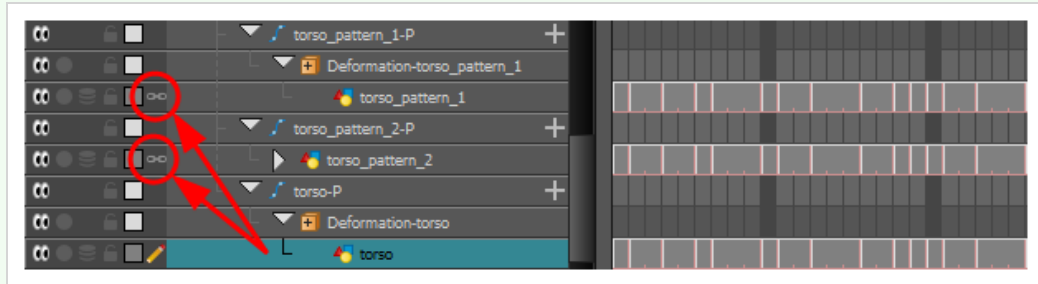 torso_pattern_1-P
Deformation-torso_pattern_1
torso_pattern_1
torso_pattern_2-P
torso_pattern_2
torso-P
Deformation-torso
torso